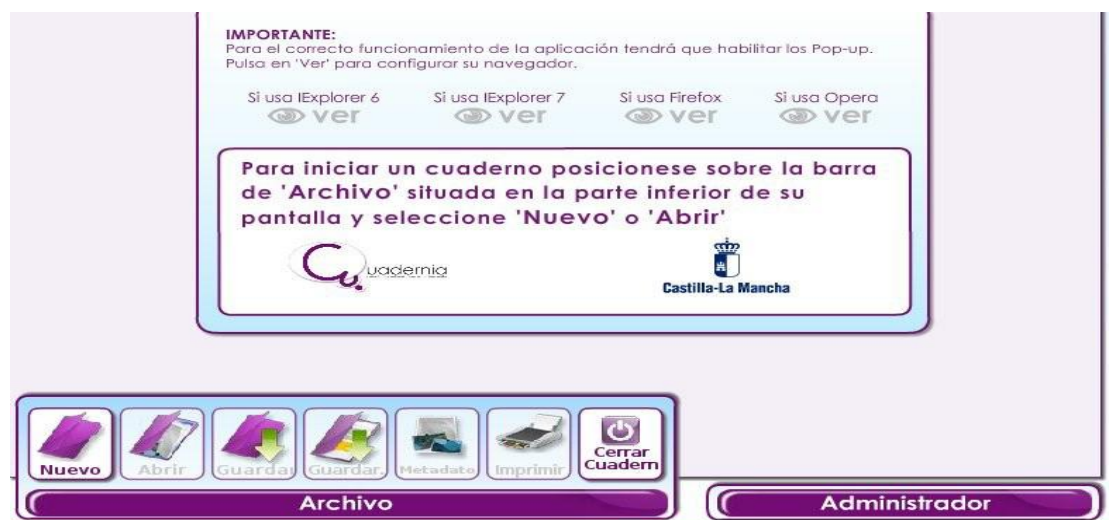 IMPORTANTE:
Para el correcto funcionamiento de la aplicación tendrá que habilitar los Pop-up.
Pulsa en 'Ver' para configurar su navegador.
Si usa IExplorer 6 Si usa IExplorer 7 Si usa Firefox Si usa Opera
ver ver ver ver
Para iniciar un cuaderno posicionese sobre la barra
de 'Archivo' situada en la parte inferior de su
pantalla y seleccione 'Nuevo' o 'Abrir'
Cuadernia
Castilla-La Mancha
Nuevo Abrir Guardar Guardar. Metadato Imprimir Cerrar
Cuadern
Archivo Administrador